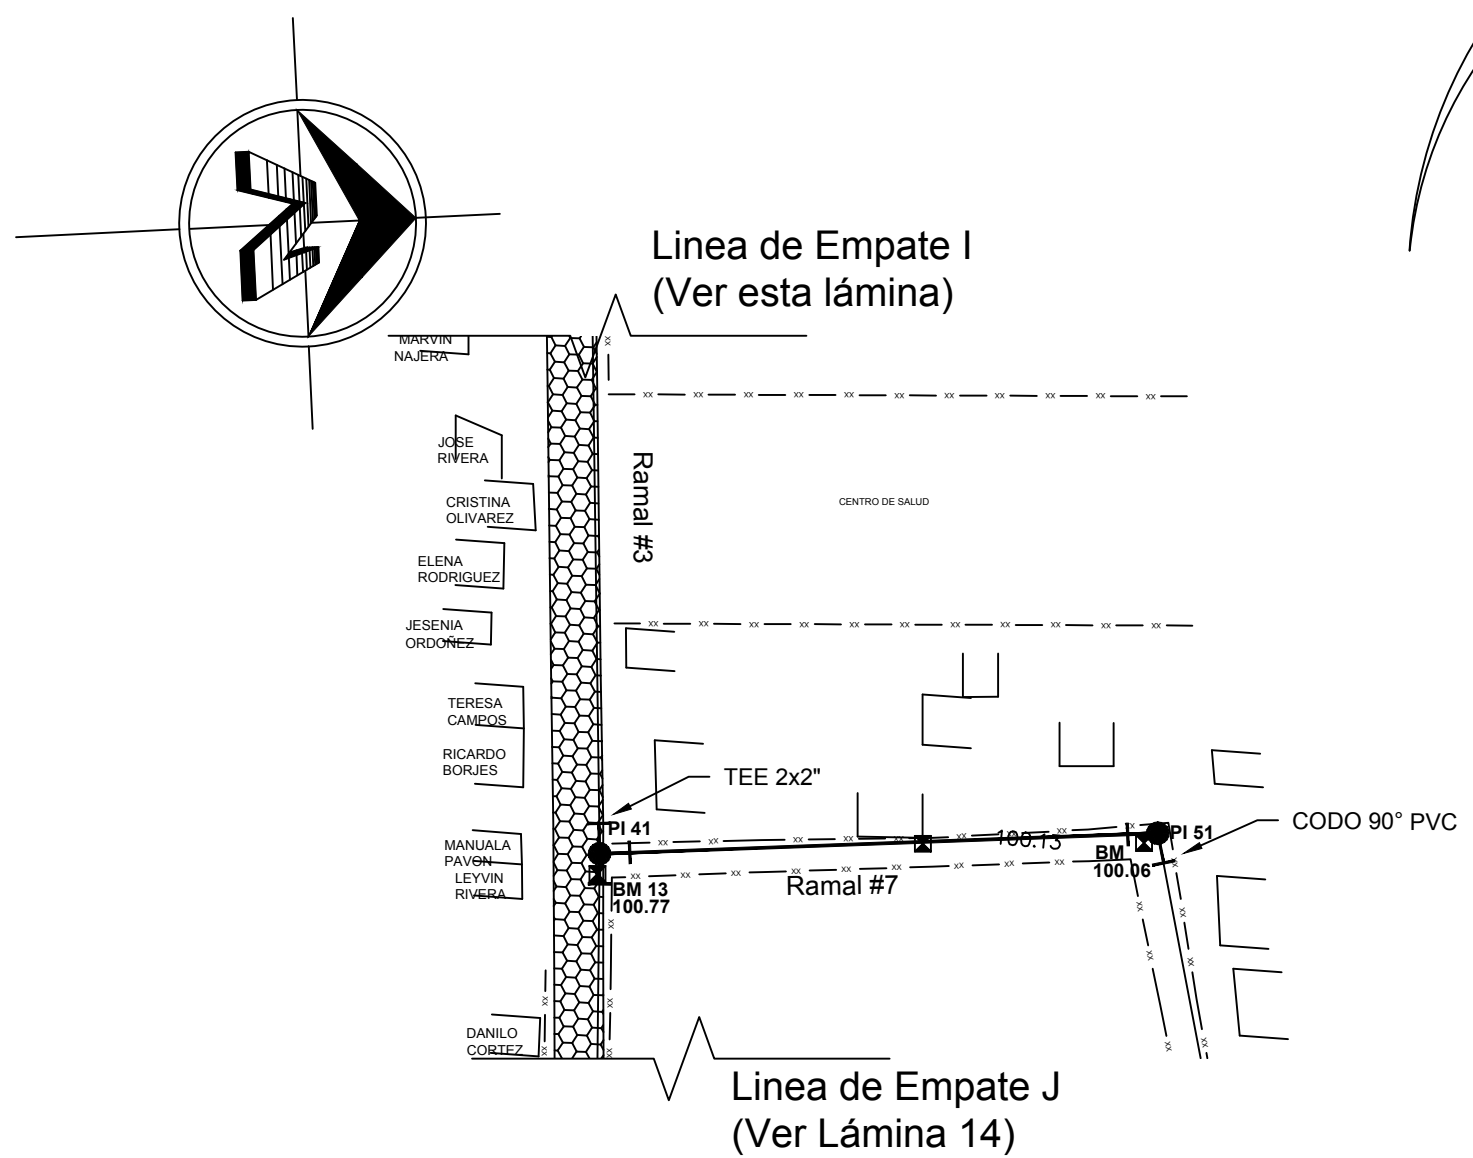 Linea de Empate I
(Ver esta lámina)
MARVIN
NAJERA
JOSE
RIVERA
Ramal #3
CRISTINA
OLIVAREZ
CENTRO DE SALUD
ELENA
RODRIGUEZ
JESENIA
ORDOÑEZ
TERESA
CAMPOS
RICARDO
BORJES
TEE 2x2"
PI 41
CODO 90° PVC
PI 51
100.13
BM
100.06
MANUALA
PAVON
LEYVIN
RIVERA
BM 13
100.77
Ramal #7
DANILO
CORTEZ
Linea de Empate J
(Ver Lámina 14)